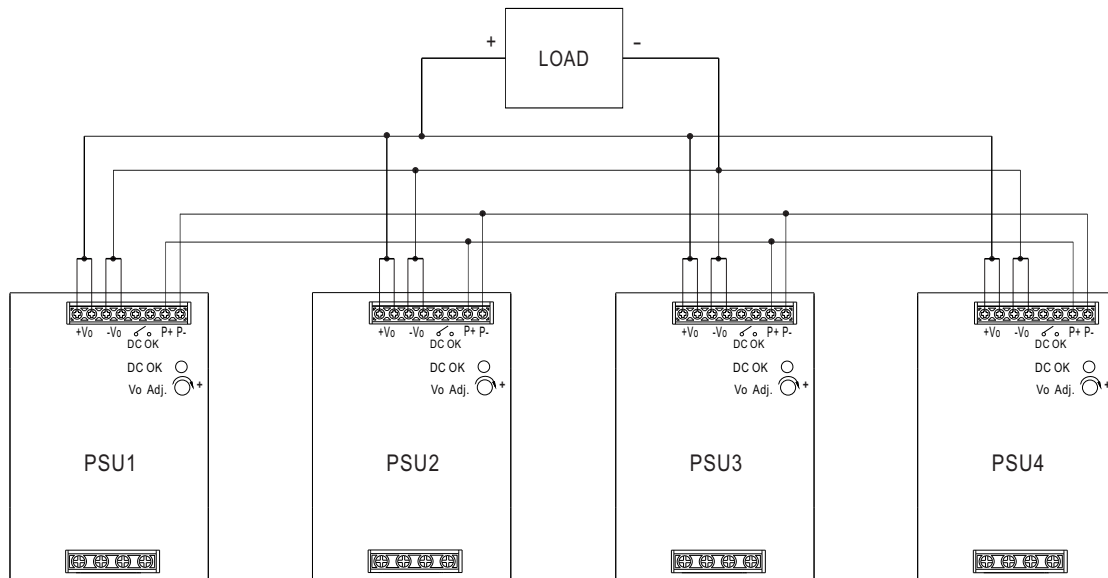 + LOAD -
+Vo -Vo P+ P-
DC OK
DC OK
Vo Adj. +
PSU1
+Vo -Vo P+ P-
DC OK
DC OK
Vo Adj. +
PSU2
+Vo -Vo P+ P-
DC OK
DC OK
Vo Adj. +
PSU3
+Vo -Vo P+ P-
DC OK
DC OK
Vo Adj. +
PSU4